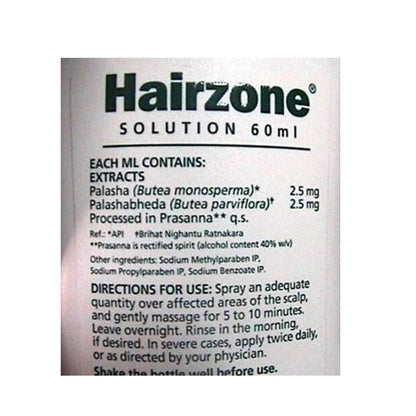 Hairzone®
SOLUTION 60ml
EACH ML CONTAINS:
EXTRACTS
Palasha (Butea monosperma)* 2.5 mg
Palashabheda (Butea parviflora)† 2.5 mg
Processed in Prasanna** q.s.
Ref.: *API †Brihat Nighantu Ratnakara
**Prasanna is rectified spirit (alcohol content 40% w/v)
Other ingredients: Sodium Methylparaben IP,
Sodium Propylparaben IP, Sodium Benzoate IP.
DIRECTIONS FOR USE: Spray an adequate
quantity over affected areas of the scalp,
and gently massage for 5 to 10 minutes.
Leave overnight. Rinse in the morning,
if desired. In severe cases, apply twice daily,
or as directed by your physician.
Shake the bottle well before use.